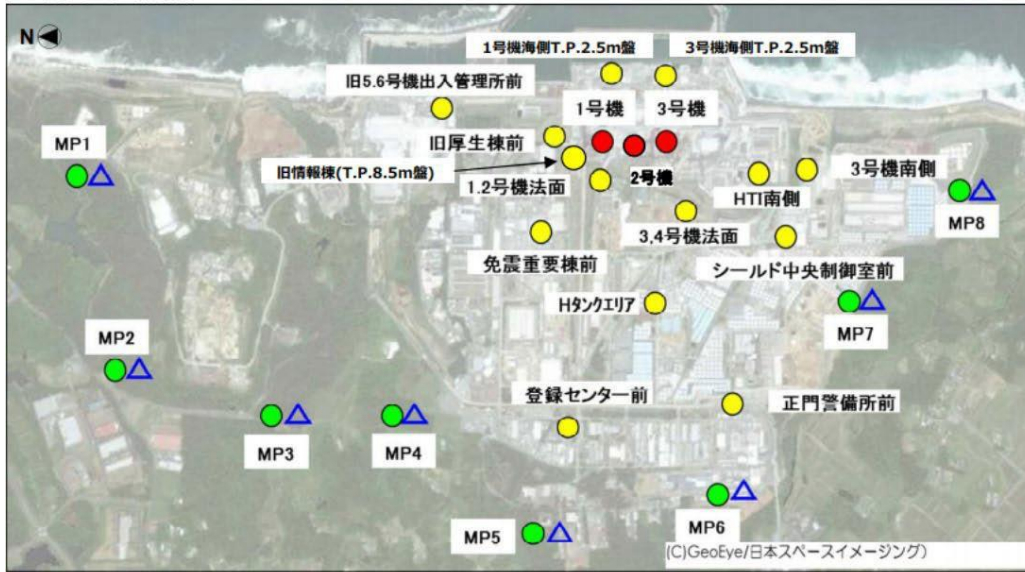 N
1号機海側T.P.2.5m盤
3号機海側T.P.2.5m盤
旧5.6号機出入管理所前
1号機
3号機
MP1
旧厚生棟前
旧情報棟(T.P.8.5m盤)
1.2号機法面
2号機
HTI南側
3号機南側
MP8
3.4号機法面
免震重要棟前
シールド中央制御室前
Hタンクエリア
MP7
MP2
登録センター前
正門警備所前
MP3
MP4
MP5
MP6
(C)GeoEye/日本スペースイメージング)